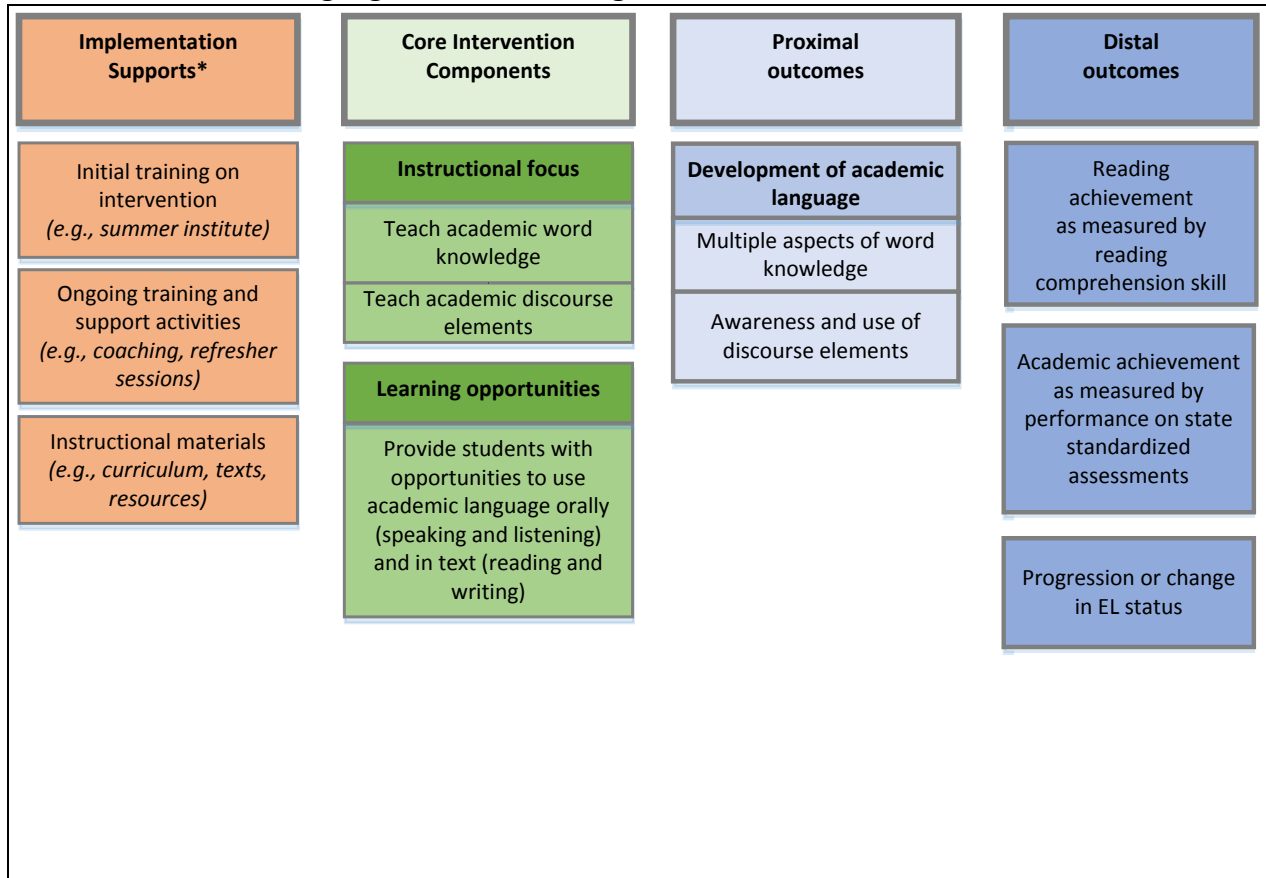 Implementation
Supports*
Core Intervention
Components
Proximal
outcomes
Distal
outcomes
Initial training on
intervention
(e.g., summer institute)
Ongoing training and
support activities
(e.g., coaching, refresher
sessions)
Instructional materials
(e.g., curriculum, texts,
resources)
Instructional focus
Teach academic word
knowledge
Teach academic discourse
elements
Learning opportunities
Provide students with
opportunities to use
academic language orally
(speaking and listening)
and in text (reading and
writing)
Development of academic
language
Multiple aspects of word
knowledge
Awareness and use of
discourse elements
Reading
achievement
as measured by
reading
comprehension skill
Academic achievement
as measured by
performance on state
standardized
assessments
Progression or change
in EL status